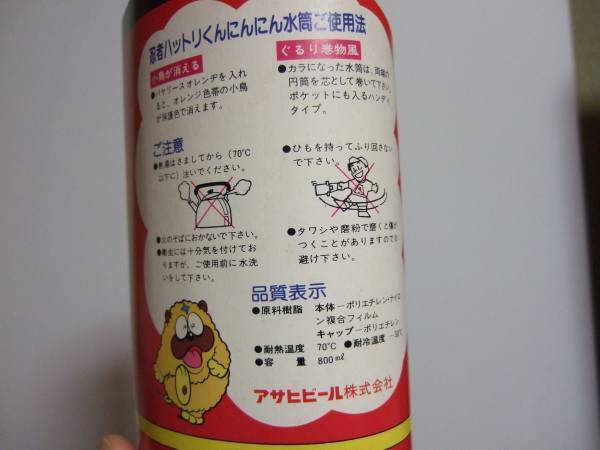 忍者ハットリくんにんにん水筒ご使用法
小鳥が消える
●バヤリースオレンヂを入れ
ると、オレンジ色帯の小鳥
が保護色で消えます。
ぐるり巻物風
●カラになった水筒は、両端の
円筒を芯として巻いて下さい。
ポケットにも入るハンディ
タイプ。
ご注意
●熱湯はさましてから(70°C
以下に)注いでください。
●火のそばにおかないで下さい。
●衛生には十分気を付けてお
りますが、ご使用前に水洗
いをして下さい。
●ひもを持ってふり回さない
で下さい。
●タワシや磨粉で磨くと傷が
つくことがありますのでお
避け下さい。
品質表示
●原料樹脂 本体―ポリエチレン・ナイロ
ン複合フィルム
キャップ―ポリエチレン
●耐熱温度 70°C ●耐冷温度 −30°C
●容量 800mℓ
アサヒビール株式会社